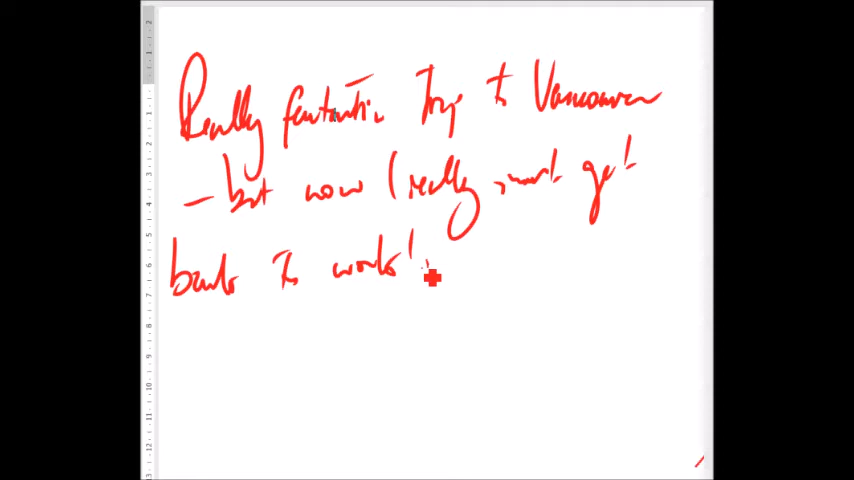 Really fantastic trip to Vancouver
- but now I really must get
back to work!